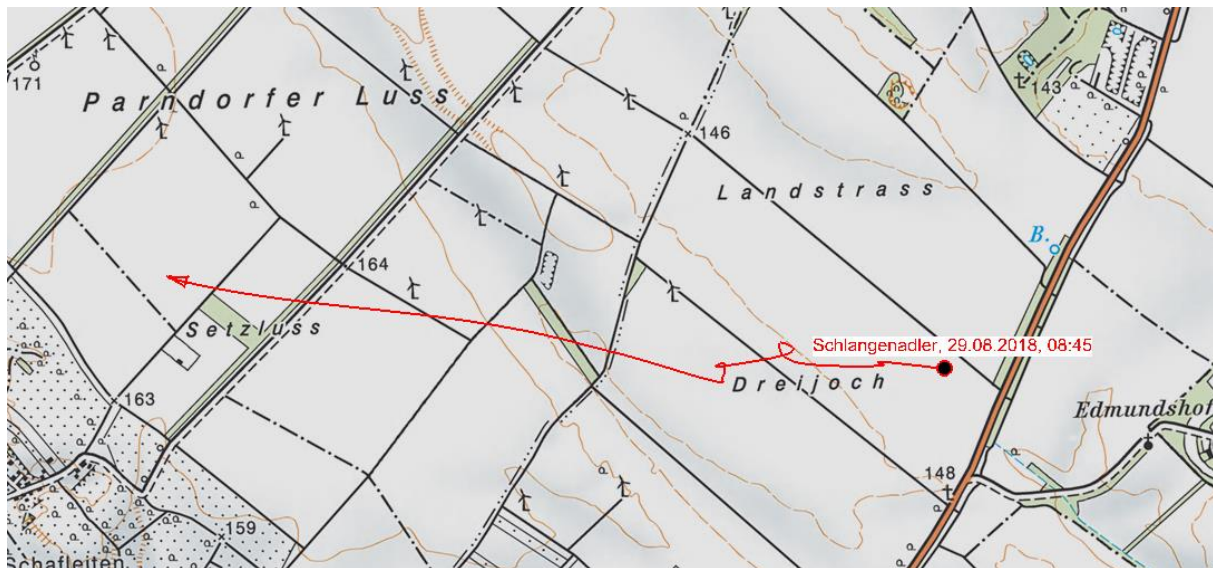 171
Parndorfer Luss
143
146
Landstrass
B.
164
Setzluss
Schlangenadler, 29.08.2018, 08:45
Dreijoch
163
Edmundshof
148
159
Schafleiten